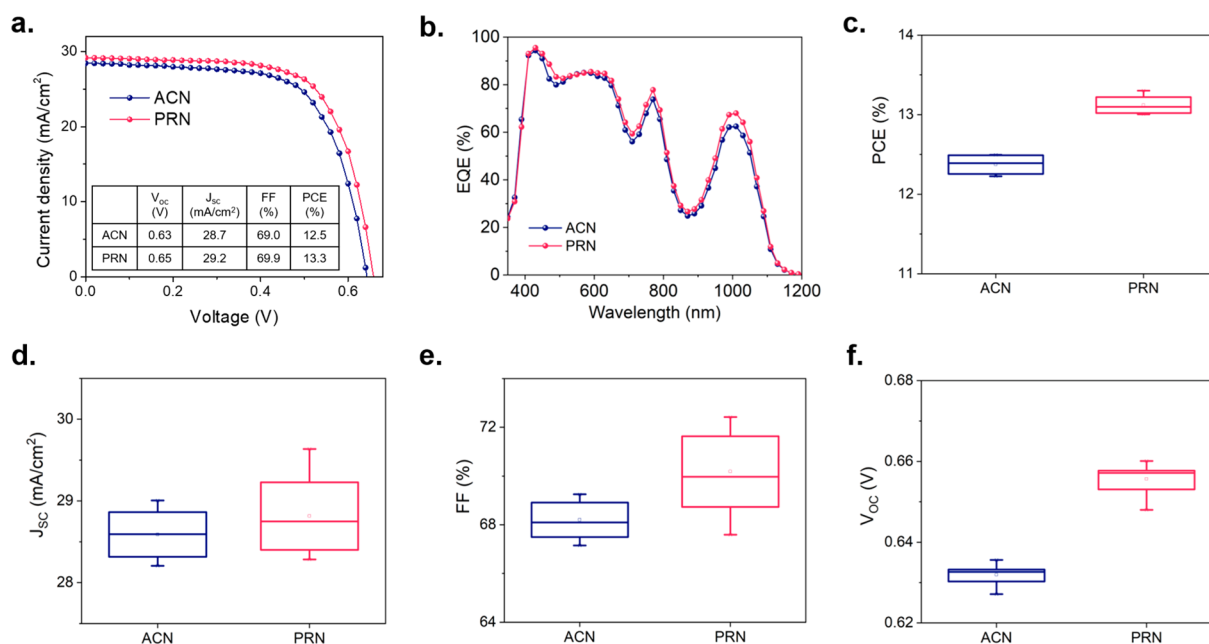 a.
Current density (mA/cm²)
30
20
10
0
0.0 0.2 0.4 0.6
Voltage (V)
ACN
PRN
Voc (V) Jsc (mA/cm²) FF (%) PCE (%)
ACN 0.63 28.7 69.0 12.5
PRN 0.65 29.2 69.9 13.3
b.
EQE (%)
100
80
60
40
20
0
400 600 800 1000 1200
Wavelength (nm)
ACN
PRN
c.
PCE (%)
14
13
12
11
ACN PRN
d.
JSC (mA/cm²)
30
29
28
ACN PRN
e.
FF (%)
72
68
64
ACN PRN
f.
VOC (V)
0.68
0.66
0.64
0.62
ACN PRN